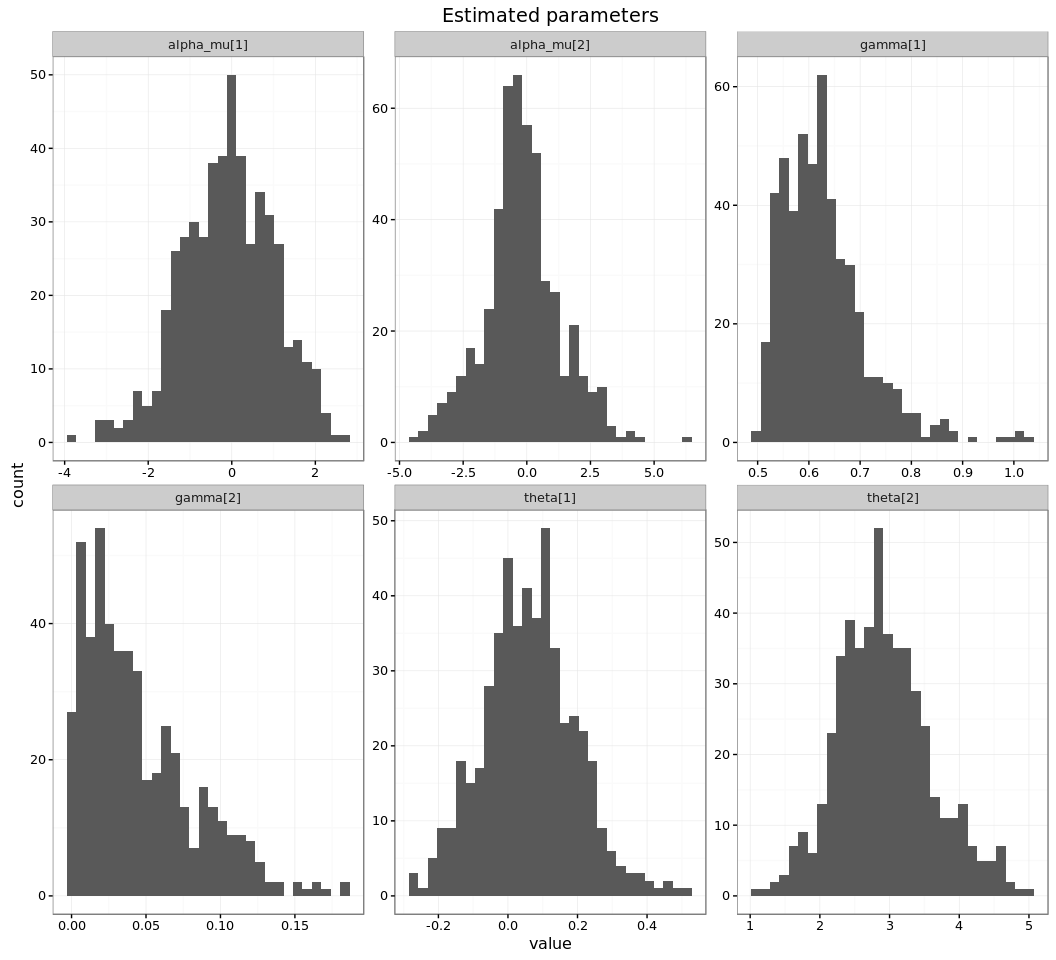 Estimated parameters
alpha_mu[1] alpha_mu[2] gamma[1]
50
40
30
20
10
0
60
40
20
0
60
40
20
0
-4 -2 0 2
-5.0 -2.5 0.0 2.5 5.0
0.5 0.6 0.7 0.8 0.9 1.0
count
gamma[2] theta[1] theta[2]
40
20
0
50
40
30
20
10
0
50
40
30
20
10
0
0.00 0.05 0.10 0.15
-0.2 0.0 0.2 0.4
1 2 3 4 5
value